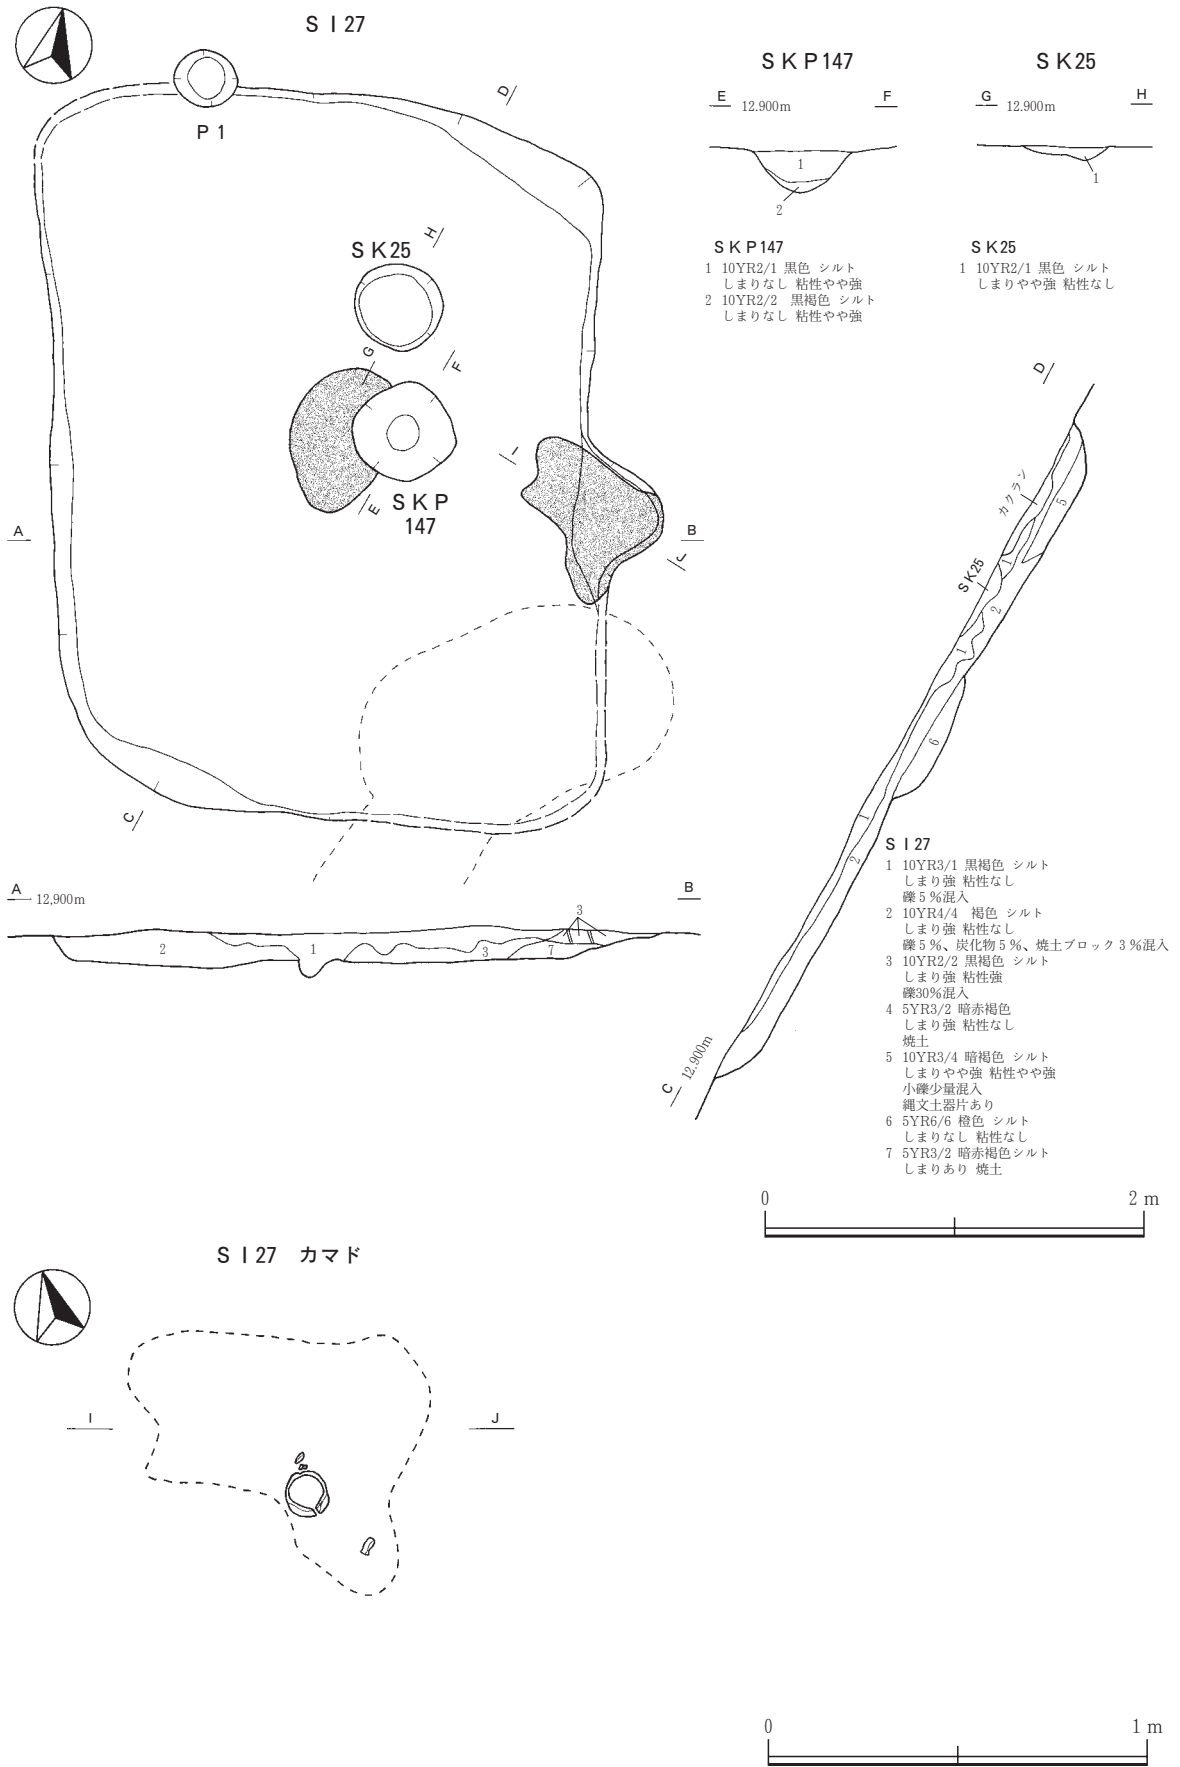 ＳＩ27
D
P 1
H
ＳＫ25
G
F
I
E
ＳＫＰ
147
A
B
J
C
A
12,900m
B
3
2
1
3
7
ＳＫＰ147
E
12.900m
F
1
2
ＳＫＰ147
1 10YR2/1 黒色 シルト
しまりなし 粘性やや強
2 10YR2/2 黒褐色 シルト
しまりなし 粘性やや強
ＳＫ25
G
12.900m
H
1
ＳＫ25
1 10YR2/1 黒色 シルト
しまりやや強 粘性なし
D
カクラン
5
1
ＳＫ25
2
1
6
1
2
C
12.900m
ＳＩ27
1 10YR3/1 黒褐色 シルト
しまり強 粘性なし
礫５％混入
2 10YR4/4 褐色 シルト
しまり強 粘性なし
礫５％、炭化物５％、焼土ブロック３％混入
3 10YR2/2 黒褐色 シルト
しまり強 粘性強
礫30％混入
4 5YR3/2 暗赤褐色
しまり強 粘性なし
焼土
5 10YR3/4 暗褐色 シルト
しまりやや強 粘性やや強
小礫少量混入
縄文土器片あり
6 5YR6/6 橙色 シルト
しまりなし 粘性なし
7 5YR3/2 暗赤褐色シルト
しまりあり 焼土
0
2 m
ＳＩ27 カマド
I
J
0
1 m